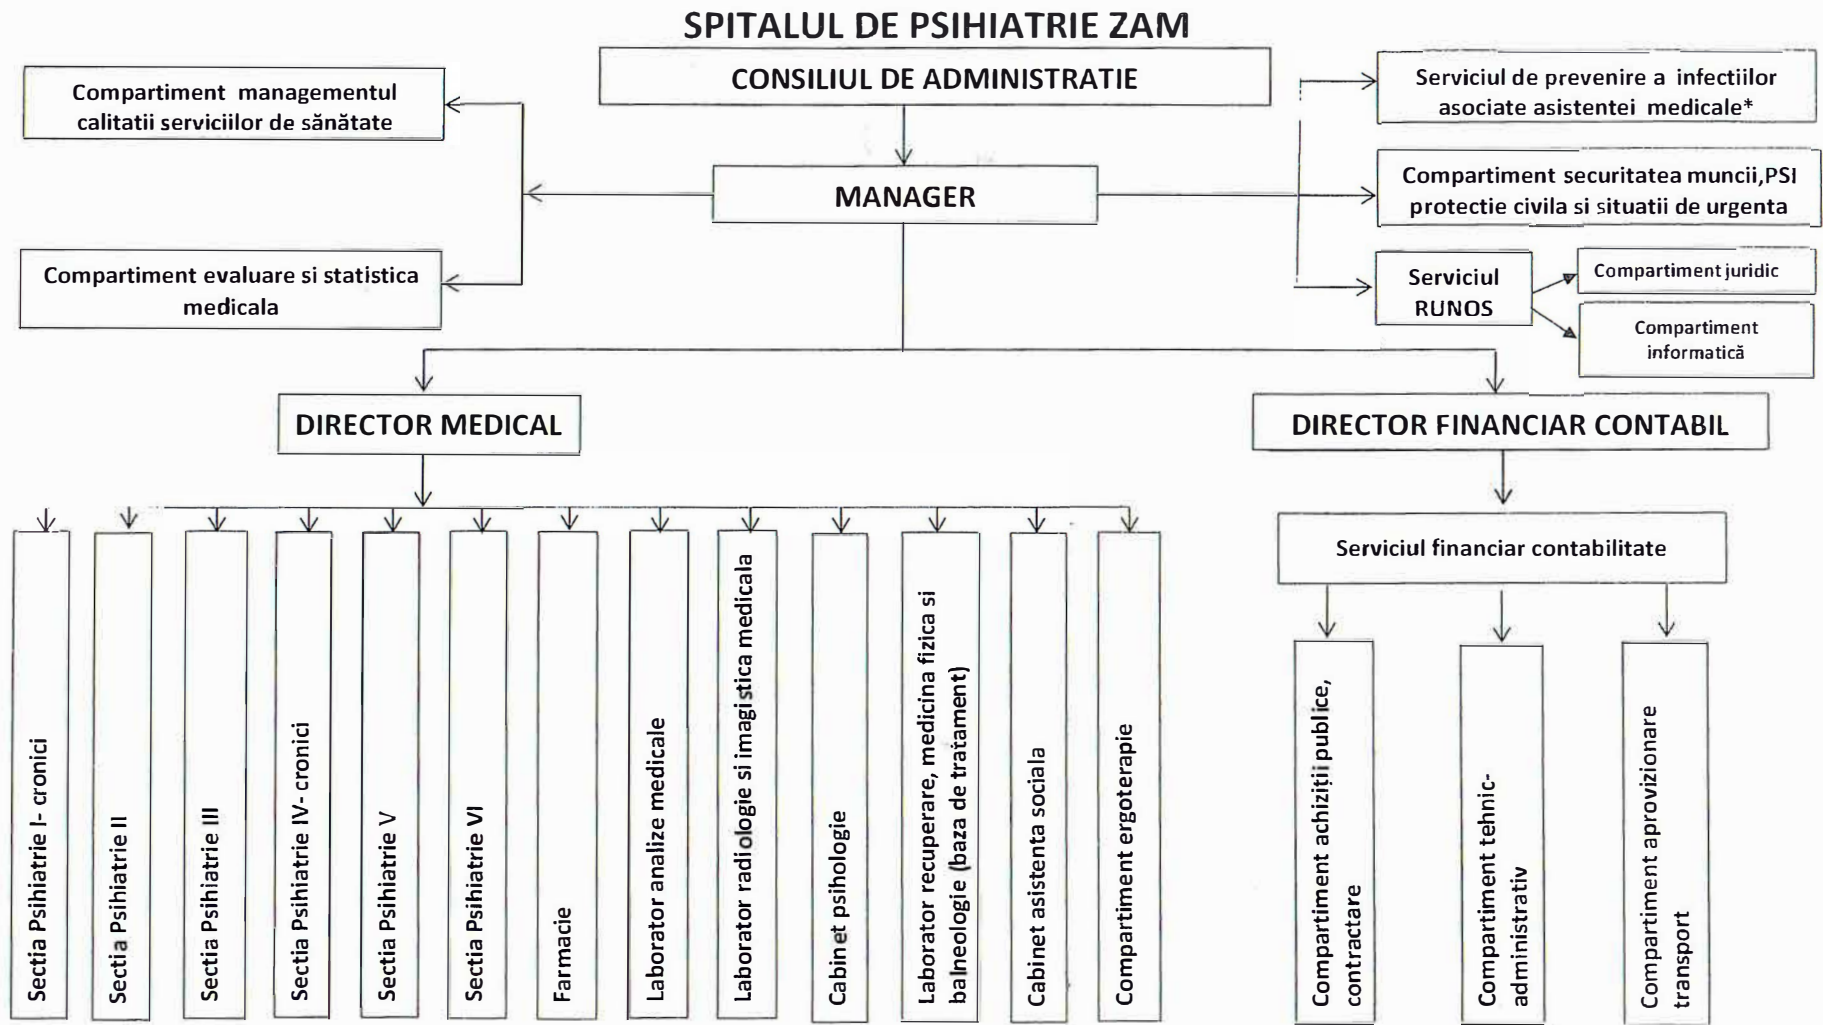 SPITALUL DE PSIHIATRIE ZAM
CONSILIUL DE ADMINISTRATIE
Compartiment managementul
calitatii serviciilor de sănătate
Serviciul de prevenire a infectiilor
asociate asistentei medicale*
MANAGER
Compartiment securitatea muncii,PSI
protectie civila si situatii de urgenta
Compartiment evaluare si statistica
medicala
Serviciul
RUNOS
Compartiment juridic
Compartiment
informatică
DIRECTOR MEDICAL
DIRECTOR FINANCIAR CONTABIL
Serviciul financiar contabilitate
Sectia Psihiatrie I- cronici
Sectia Psihiatrie II
Sectia Psihiatrie III
Sectia Psihiatrie IV- cronici
Sectia Psihiatrie V
Sectia Psihiatrie VI
Farmacie
Laborator analize medicale
Laborator radiologie si imagistica medicala
Cabinet psihologie
Laborator recuperare, medicina fizica si
balneologie (baza de tratament)
Cabinet asistenta sociala
Compartiment ergoterapie
Compartiment achiziții publice,
contractare
Compartiment tehnic-
administrativ
Compartiment aprovizionare
transport